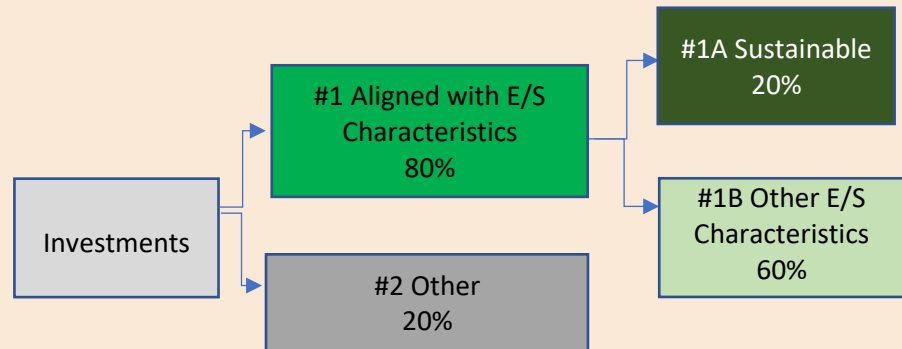 #1A Sustainable
20%
#1 Aligned with E/S
Characteristics
80%
#1B Other E/S
Characteristics
60%
Investments
#2 Other
20%